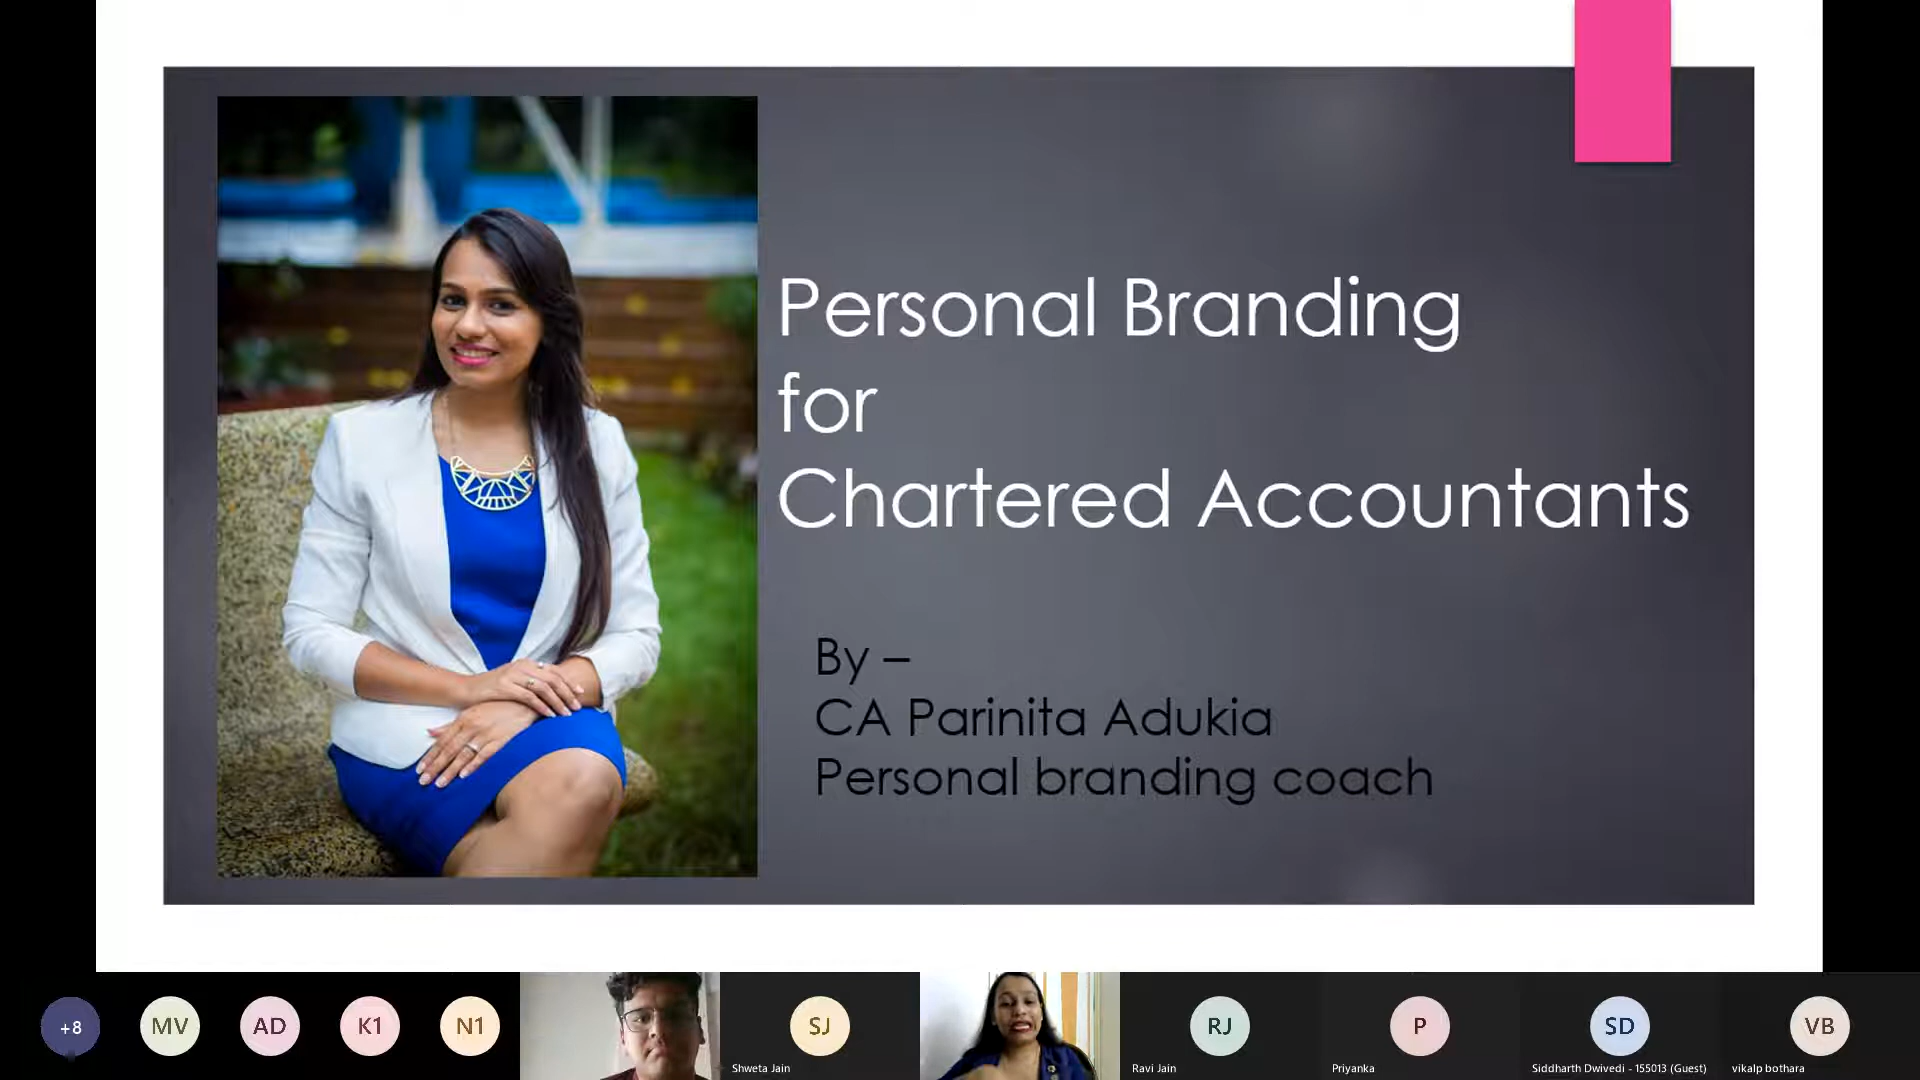 Personal Branding
for
Chartered Accountants
By –
CA Parinita Adukia
Personal branding coach
+8
MV
AD
K1
N1
SJ
Shweta Jain
RJ
Ravi Jain
P
Priyanka
SD
Siddharth Dwivedi - 155013 (Guest)
VB
vikalp bothara